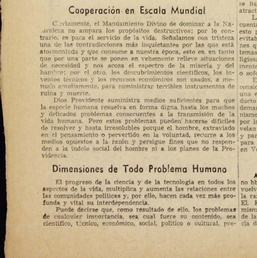 Cooperación en Escala Mundial
Ciertamente, el Mandamiento Divino de dominar a la Na-
turaleza no ampara los propósitos destructivos; por lo con-
trario, es para el servicio de la vida. Señalamos con tristeza
una de las contradicciones más inquietantes por las que está
atormentada y que consume a nuestra época, esto es, en tanto
que por una parte se ponen en vehemente relieve situaciones
de necesidad y nos acosa el espectro de la miseria y del
hambre; por el otro, los descubrimientos científicos, los in-
ventos técnicos y los recursos económicos son usados, a me-
nudo ampliamente, para suministrar terribles instrumentos de
ruina y muerte.
Dios Providente suministra medios suficientes para que
la especie humana resuelva en forma digna, hasta los muchos
y delicados problemas consecuentes a la transmisión de la
vida humana. Pero estos problemas pueden hacerse difíciles
de resolver y hasta irresolubles porque el hombre, extraviado
en el pensamiento o pervertido en la voluntad, recurre a los
medios opuestos a la razón y persigue fines que no respon-
den a la índole social del hombre ni a los planes de la Pro-
videncia.
Dimensiones de Todo Problema Humano
El progreso de la ciencia y de la tecnología en todos los
aspectos de la vida, multiplica y aumenta las relaciones entre
las comunidades políticas y, por ello, hacen cada vez más pro-
funda y vital su interdependencia.
Puede decirse que, como resultado de ello, los problemas
de cualquier importancia, sea cual fuere su contenido, sea
científico, técnico, económico, social, político o cultural, pre-